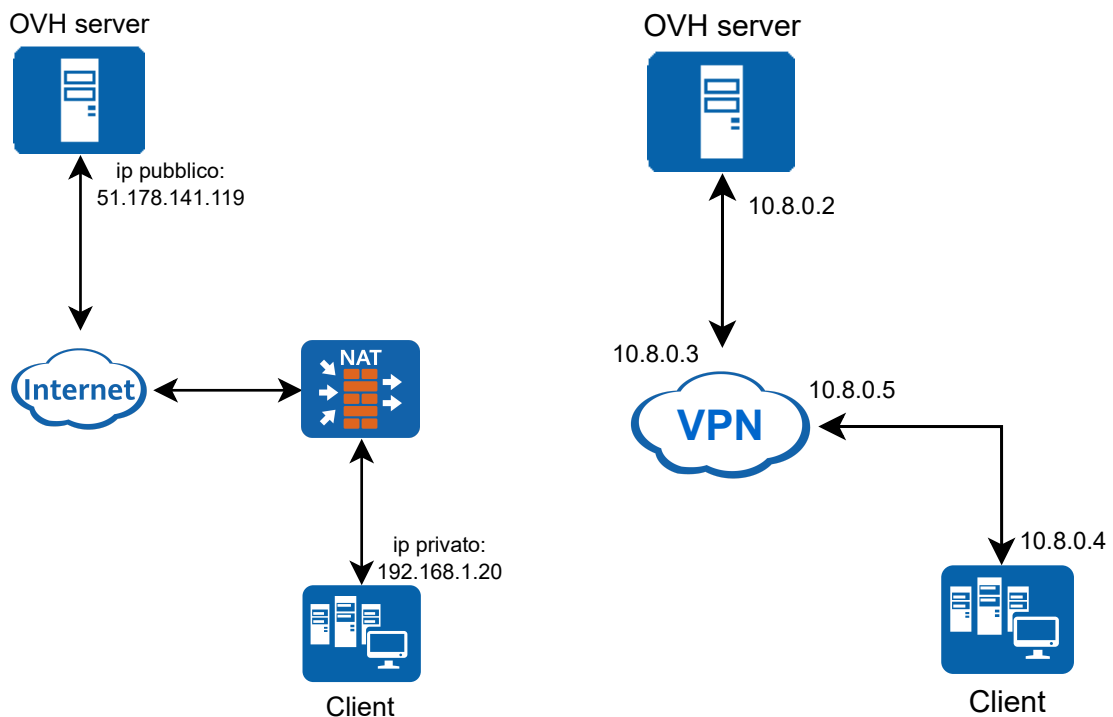 OVH server
ip pubblico:
51.178.141.119
Internet
NAT
ip privato:
192.168.1.20
Client
OVH server
10.8.0.2
10.8.0.3
10.8.0.5
VPN
10.8.0.4
Client